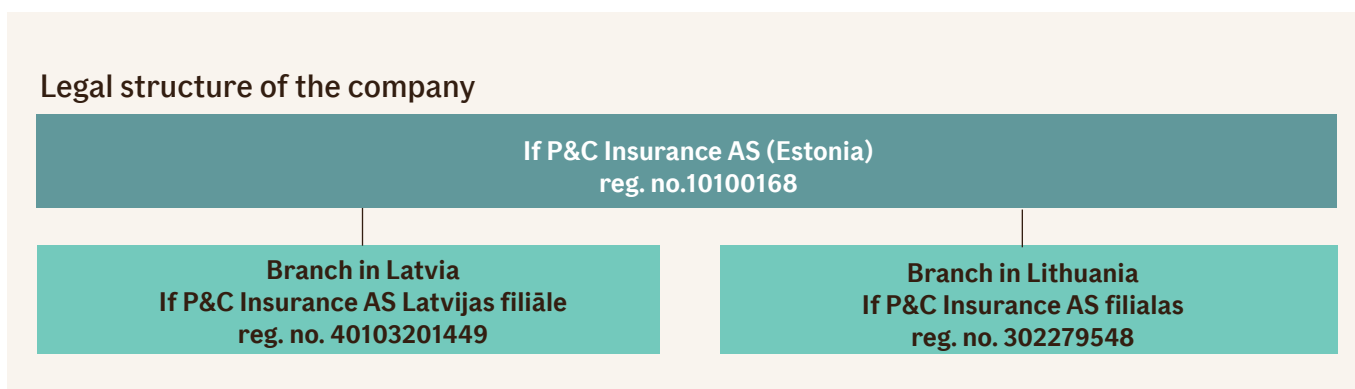 Legal structure of the company
If P&C Insurance AS (Estonia)
reg. no.10100168
Branch in Latvia
If P&C Insurance AS Latvijas filiāle
reg. no. 40103201449
Branch in Lithuania
If P&C Insurance AS filialas
reg. no. 302279548